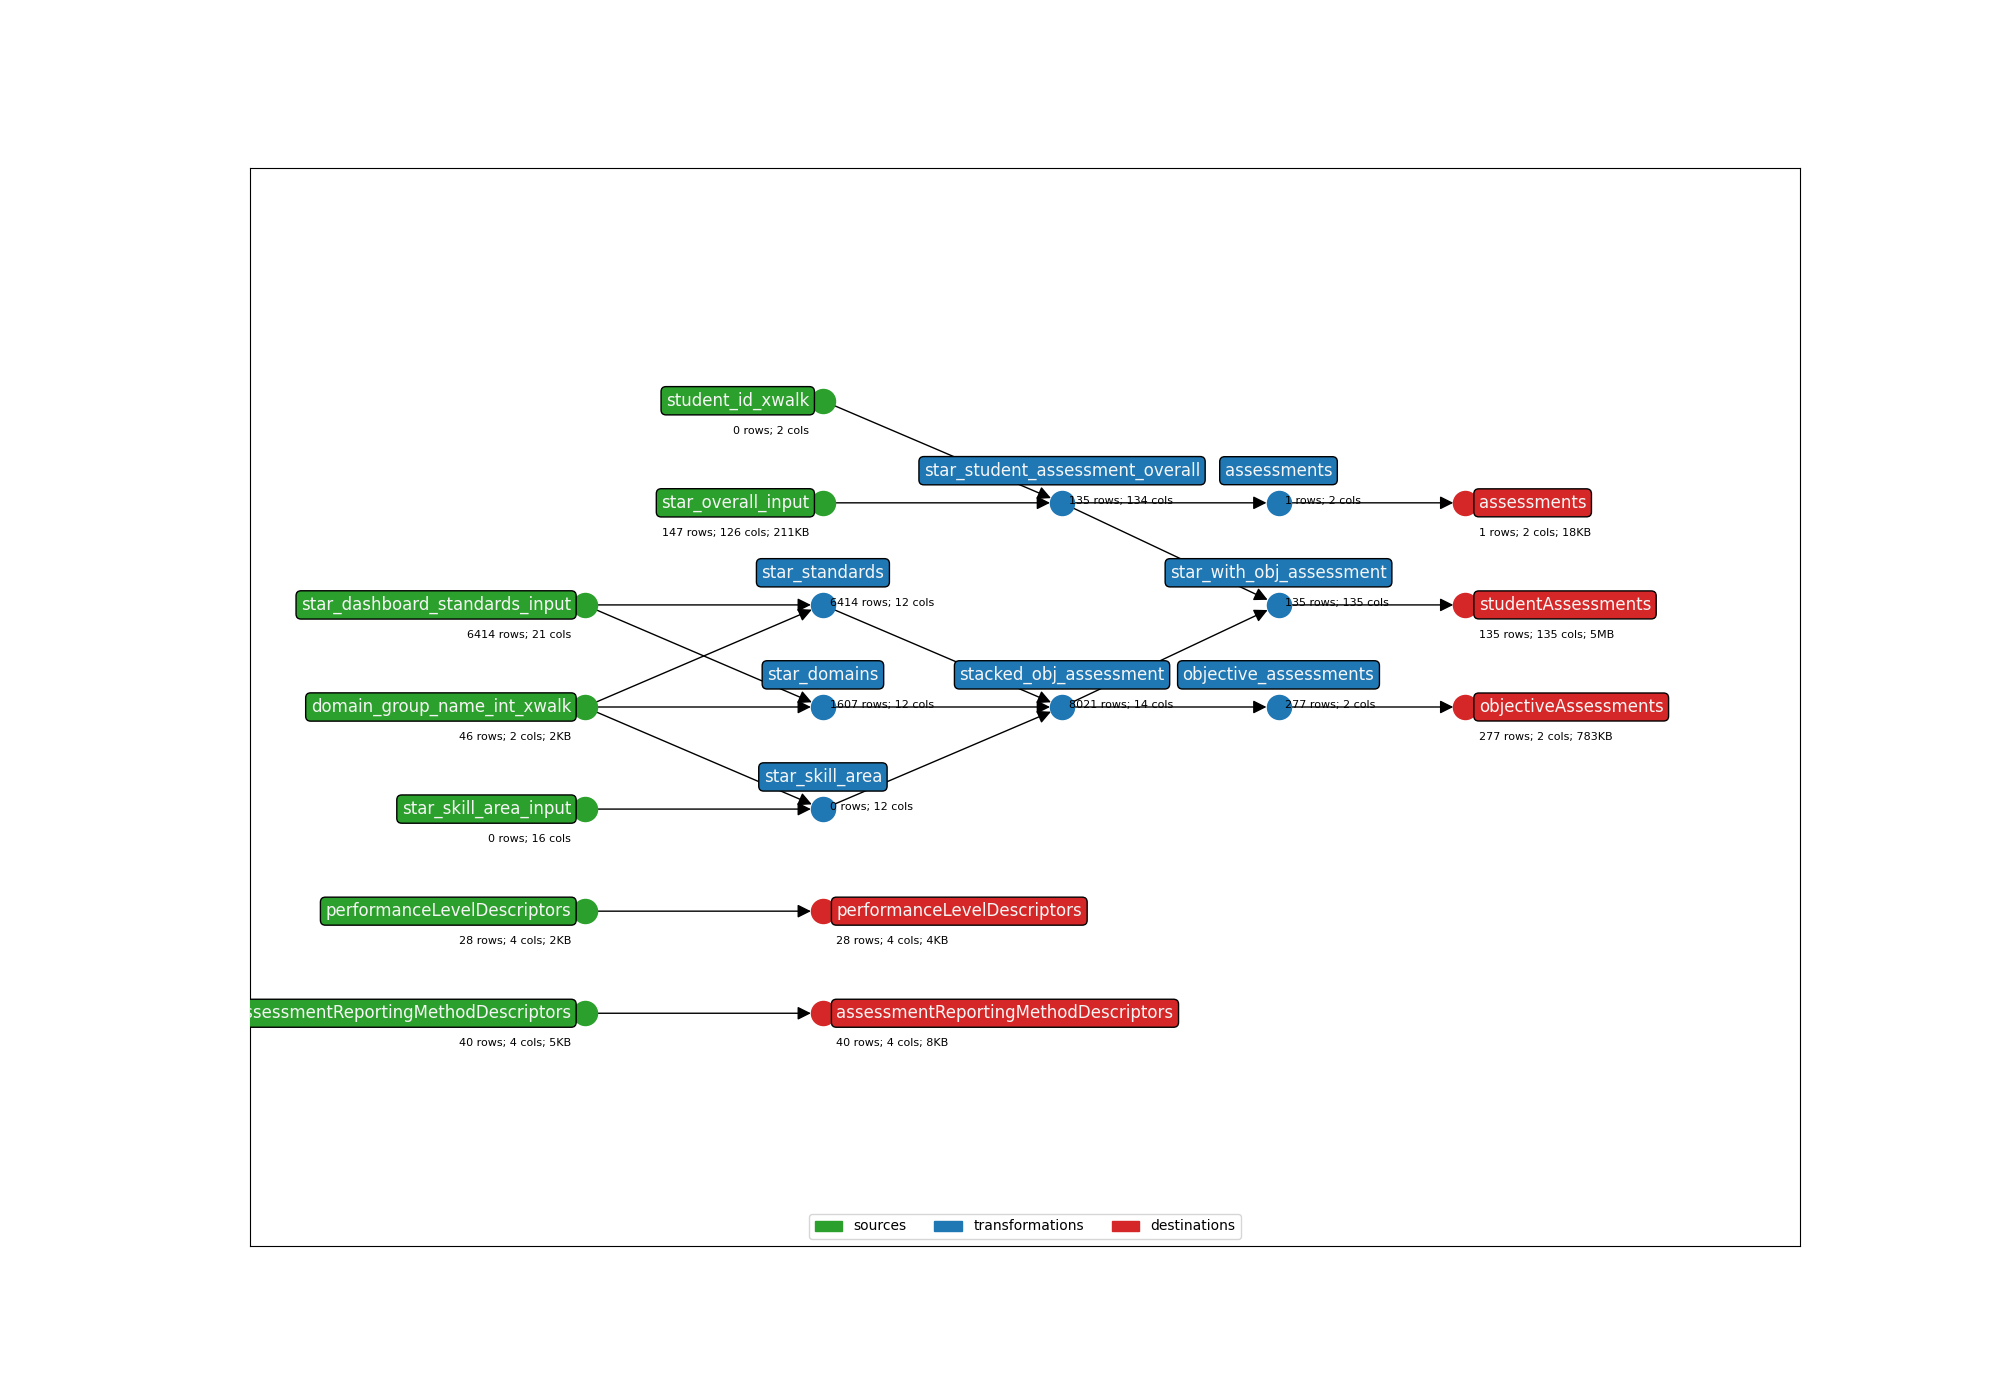 student_id_xwalk
0 rows; 2 cols
star_student_assessment_overall
135 rows; 134 cols
assessments
1 rows; 2 cols
star_overall_input
147 rows; 126 cols; 211KB
assessments
1 rows; 2 cols; 18KB
star_standards
6414 rows; 12 cols
star_with_obj_assessment
135 rows; 135 cols
star_dashboard_standards_input
6414 rows; 21 cols
studentAssessments
135 rows; 135 cols; 5MB
star_domains
1607 rows; 12 cols
stacked_obj_assessment
8021 rows; 14 cols
objective_assessments
277 rows; 2 cols
domain_group_name_int_xwalk
46 rows; 2 cols; 2KB
objectiveAssessments
277 rows; 2 cols; 783KB
star_skill_area
0 rows; 12 cols
star_skill_area_input
0 rows; 16 cols
performanceLevelDescriptors
28 rows; 4 cols; 2KB
performanceLevelDescriptors
28 rows; 4 cols; 4KB
ssessmentReportingMethodDescriptors
40 rows; 4 cols; 5KB
assessmentReportingMethodDescriptors
40 rows; 4 cols; 8KB
sources
transformations
destinations